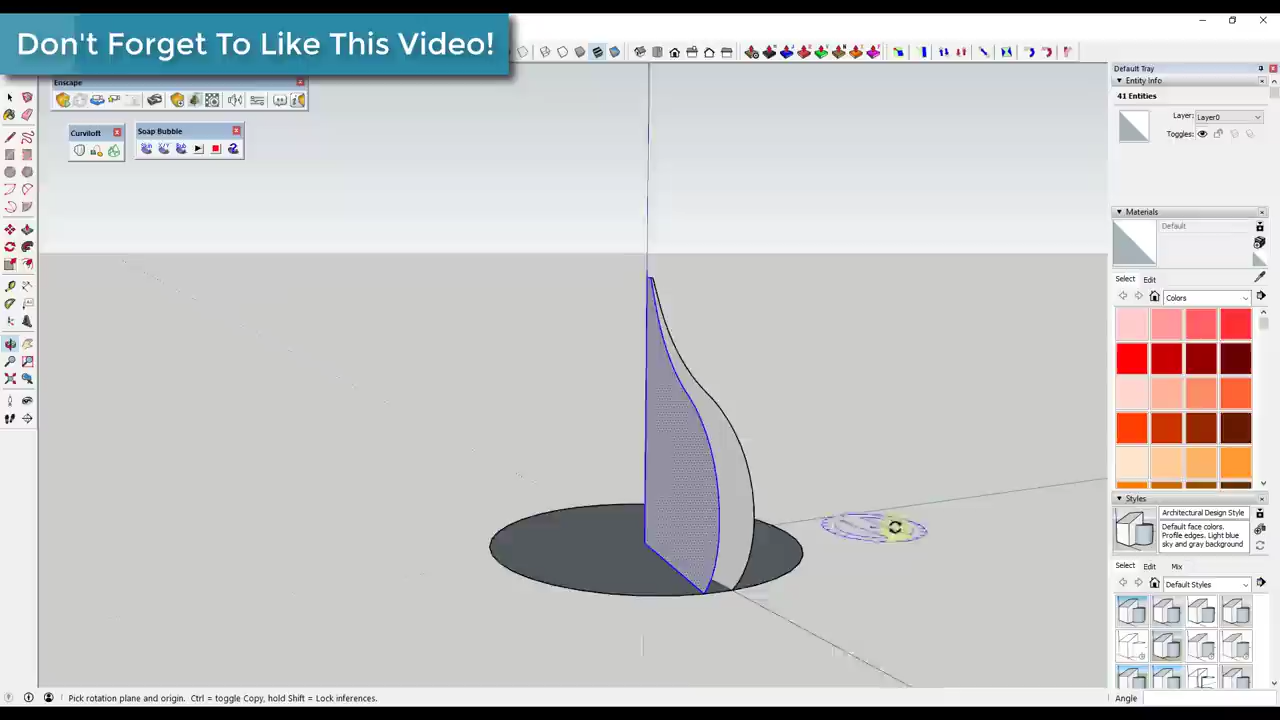 Don't Forget To Like This Video!
Enscape
Curviloft
Soap Bubble
Default Tray
Entity Info
41 Entities
Layer:
Layer0
Toggles:
Materials
Default
Select
Edit
Colors
Styles
Architectural Design Style
Default face colors.
Profile edges. Light blue
sky and gray background
Select
Edit
Mix
Default Styles
Pick rotation plane and origin. Ctrl = toggle Copy, hold Shift = Lock inferences.
Angle